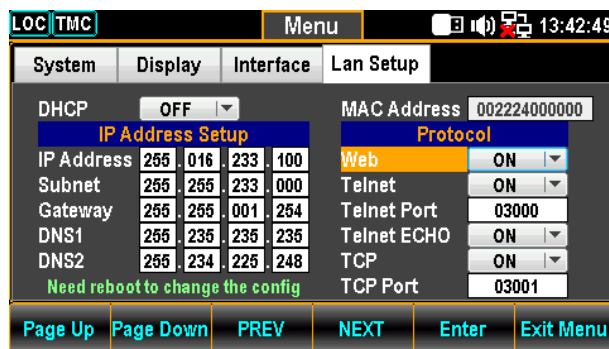 LOC TMC Menu 13:42:49
System Display Interface Lan Setup
DHCP OFF MAC Address 002224000000
IP Address Setup Protocol
IP Address 255 . 016 . 233 . 100 Web ON
Subnet 255 . 255 . 233 . 000 Telnet ON
Gateway 255 . 255 . 001 . 254 Telnet Port 03000
DNS1 255 . 235 . 235 . 235 Telnet ECHO ON
DNS2 255 . 234 . 225 . 248 TCP ON
Need reboot to change the config TCP Port 03001
Page Up Page Down PREV NEXT Enter Exit Menu